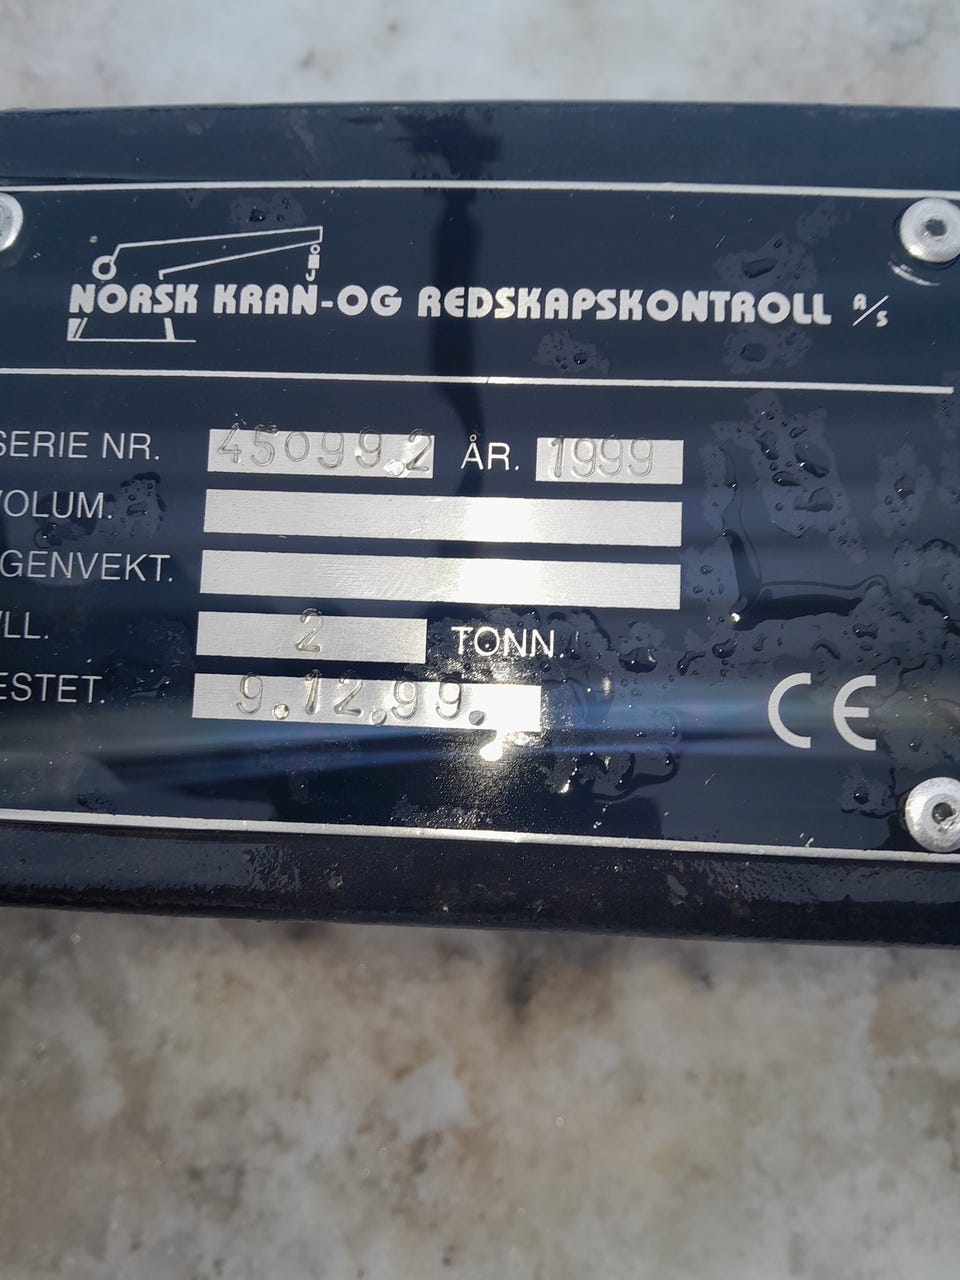 NORSK KRAN-OG REDSKAPSKONTROLL A/S
SERIE NR. 45099.2 ÅR. 1999
VOLUM.
GENVEKT.
LL. 2 TONN.
ESTET. 9.12.99.
CE